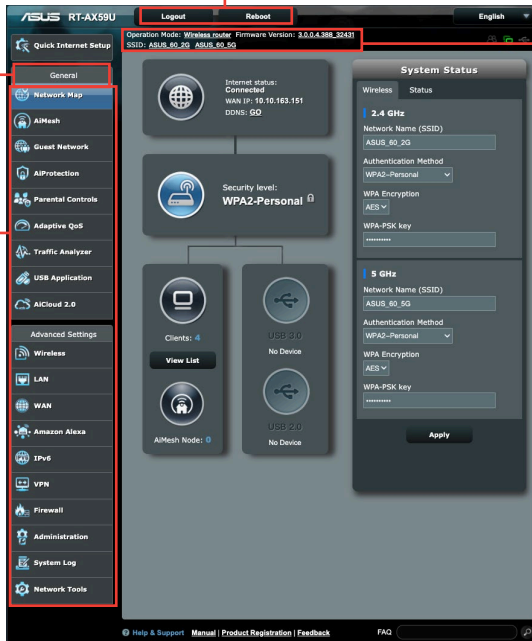 ASUS RT-AX59U
Logout
Reboot
English
Quick Internet Setup
Operation Mode: Wireless router Firmware Version: 3.0.0.4.388_32431
SSID: ASUS_60_2G ASUS_60_5G
General
Network Map
AiMesh
Guest Network
AiProtection
Parental Controls
Adaptive QoS
Traffic Analyzer
USB Application
AiCloud 2.0
Advanced Settings
Wireless
LAN
WAN
Amazon Alexa
IPv6
VPN
Firewall
Administration
System Log
Network Tools
Internet status:
Connected
WAN IP: 10.10.163.151
DDNS: GO
Security level:
WPA2-Personal
Clients: 4
View List
AiMesh Node: 0
USB 3.0
No Device
USB 2.0
No Device
System Status
Wireless
Status
2.4 GHz
Network Name (SSID)
ASUS_60_2G
Authentication Method
WPA2-Personal
WPA Encryption
AES
WPA-PSK key
••••••••••
5 GHz
Network Name (SSID)
ASUS_60_5G
Authentication Method
WPA2-Personal
WPA Encryption
AES
WPA-PSK key
••••••••••
Apply
Help & Support Manual | Product Registration | Feedback
FAQ